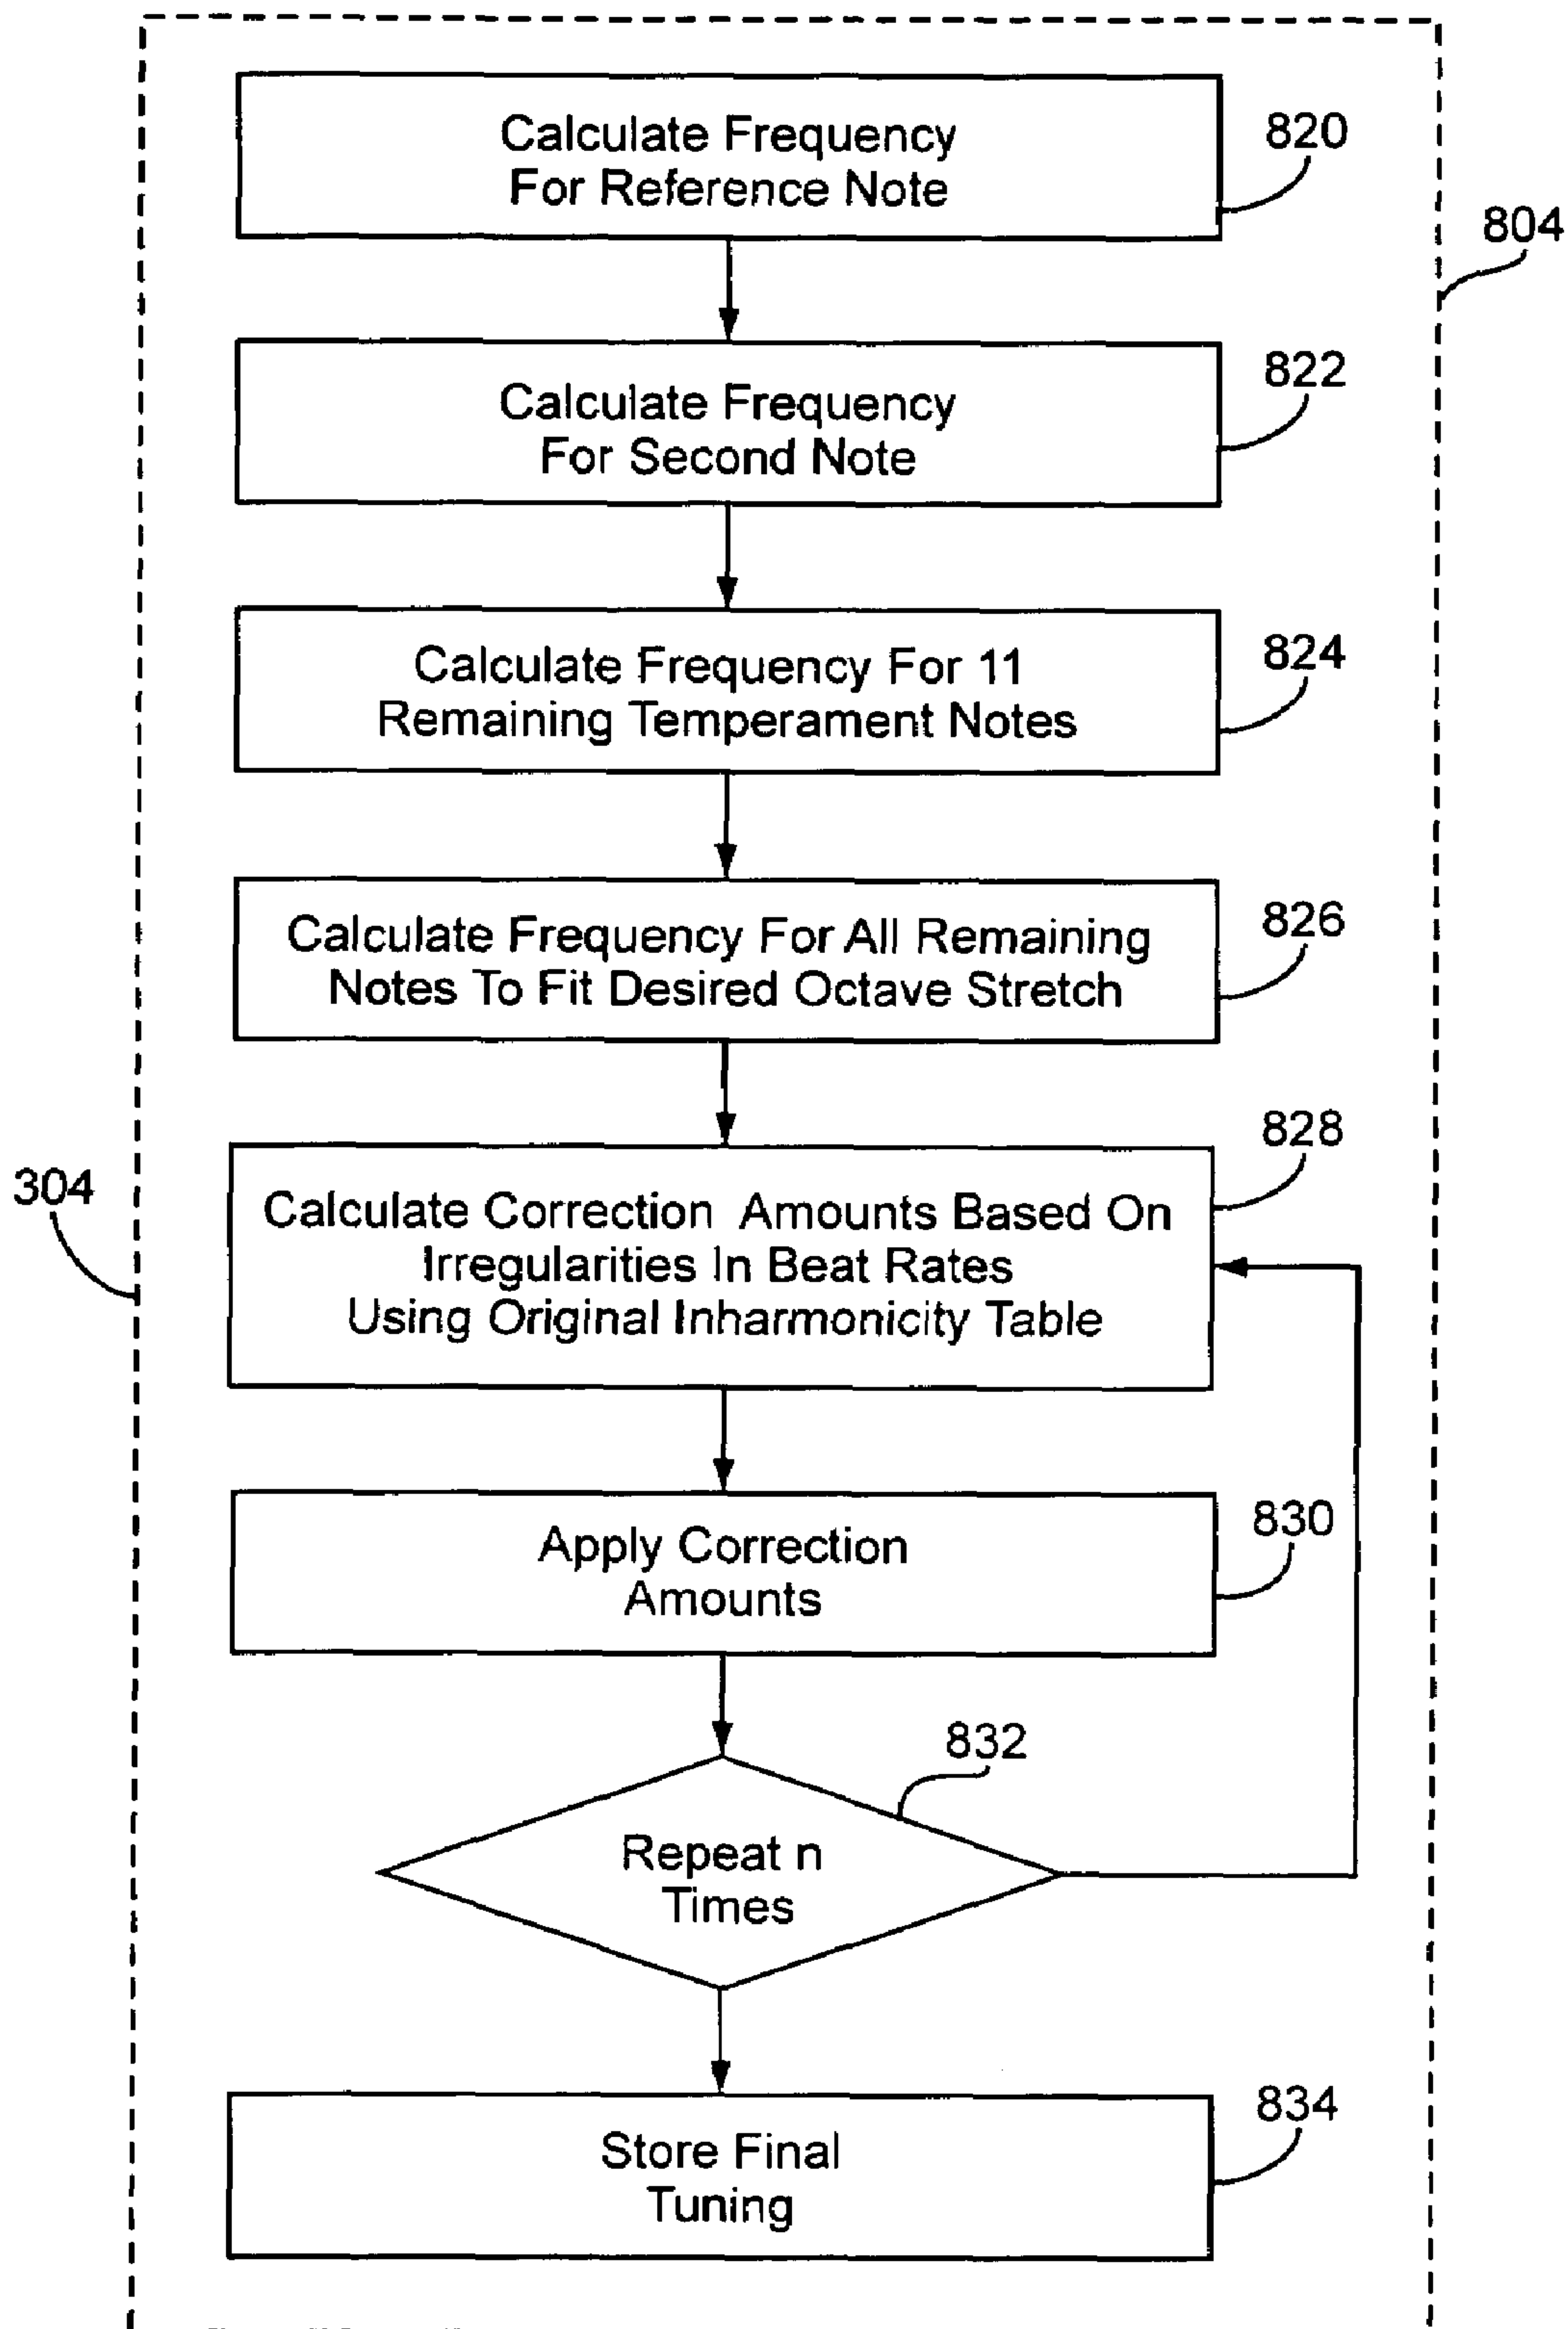 Calculate Frequency
For Reference Note
820
804
Calculate Frequency
For Second Note
822
Calculate Frequency For 11
Remaining Temperament Notes
824
Calculate Frequency For All Remaining
Notes To Fit Desired Octave Stretch
826
304
Calculate Correction Amounts Based On
Irregularities In Beat Rates
Using Original Inharmonicity Table
828
Apply Correction
Amounts
830
832
Repeat n
Times
Store Final
Tuning
834